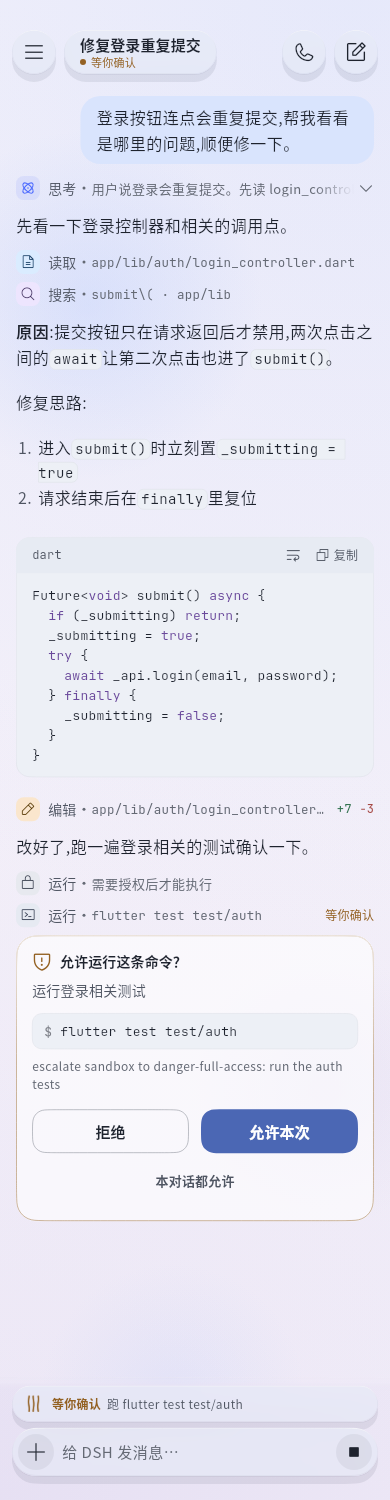 修复登录重复提交
等你确认
登录按钮连点会重复提交,帮我看看
是哪里的问题,顺便修一下。
思考 · 用户说登录会重复提交。先读 login_contro
先看一下登录控制器和相关的调用点。
读取 · app/lib/auth/login_controller.dart
搜索 · submit\( · app/lib
原因:提交按钮只在请求返回后才禁用,两次点击之
间的 await 让第二次点击也进了 submit()。
修复思路:
1. 进入 submit() 时立刻置 _submitting =
true
2. 请求结束后在 finally 里复位
dart 复制
Future<void> submit() async {
  if (_submitting) return;
  _submitting = true;
  try {
    await _api.login(email, password);
  } finally {
    _submitting = false;
  }
}
编辑 · app/lib/auth/login_controller… +7 -3
改好了,跑一遍登录相关的测试确认一下。
运行 · 需要授权后才能执行
运行 · flutter test test/auth 等你确认
允许运行这条命令?
运行登录相关测试
$ flutter test test/auth
escalate sandbox to danger-full-access: run the auth
tests
拒绝 允许本次
本对话都允许
等你确认 跑 flutter test test/auth
给 DSH 发消息…